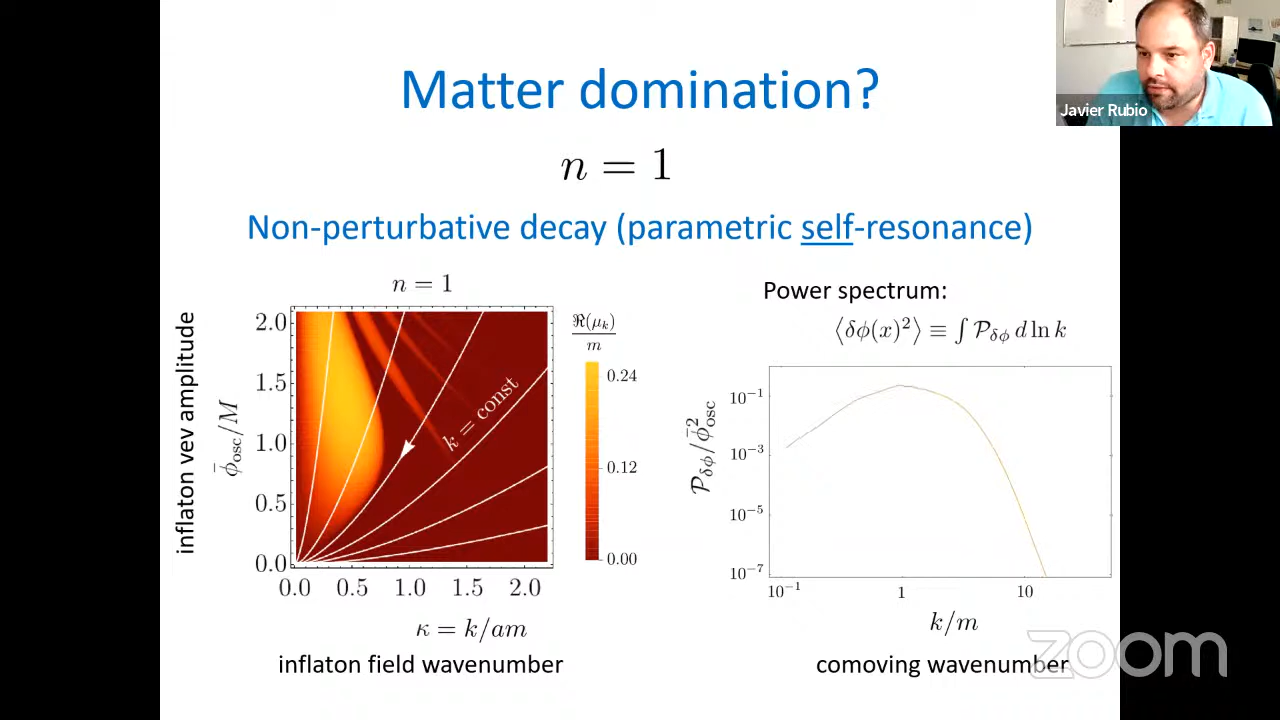 Matter domination?
n = 1
Non-perturbative decay (parametric self-resonance)
inflaton vev amplitude
n = 1
ϕ̄osc/M
2.0
1.5
1.0
0.5
0.0
k = const
0.0 0.5 1.0 1.5 2.0
κ = k/am
inflaton field wavenumber
ℜ(μk)
m
0.24
0.12
0.00
Power spectrum:
⟨δϕ(x)²⟩ ≡ ∫ 𝒫δϕ d ln k
𝒫δϕ/ϕ̄²osc
10⁻¹
10⁻³
10⁻⁵
10⁻⁷
10⁻¹ 1 10
k/m
comoving wavenumber
Javier Rubio
zoom